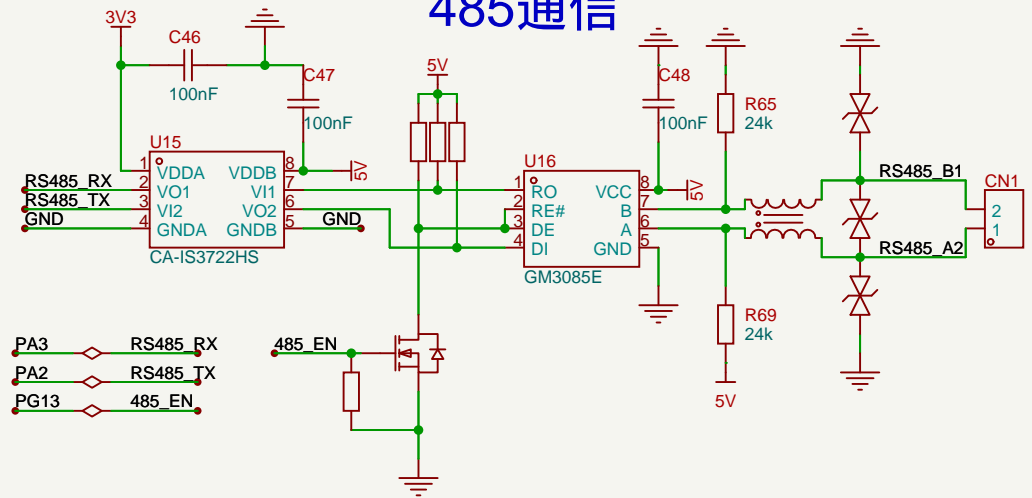 485通信
3V3
C46
100nF
C47
100nF
5V
C48
100nF
R65
24k
U15
1 VDDA VDDB 8
5V
RS485_RX 2 VO1 VI1 7
RS485_TX 3 VI2 VO2 6
GND 4 GNDA GNDB 5 GND
CA-IS3722HS
U16
1 RO VCC 8
5V
2 RE# B 7
3 DE A 6
4 DI GND 5
GM3085E
RS485_B1
CN1
2
1
RS485_A2
R69
24k
5V
PA3 RS485_RX
PA2 RS485_TX
PG13 485_EN
485_EN